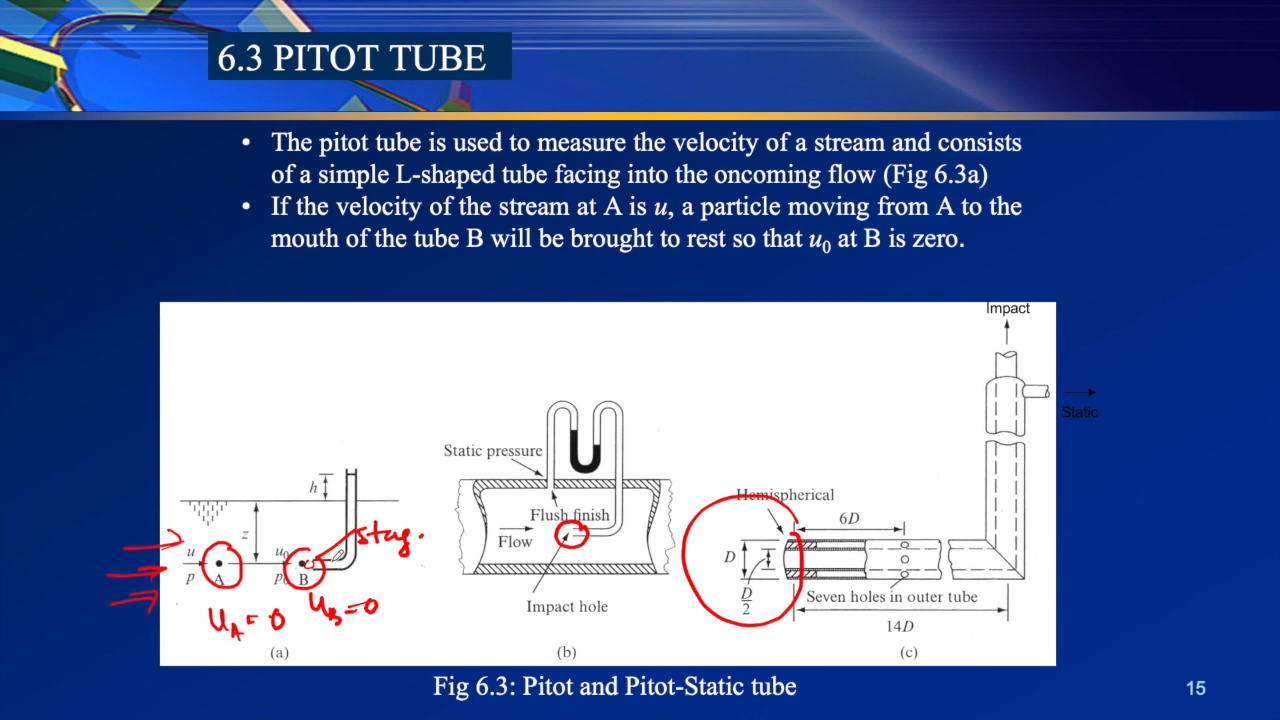 6.3 PITOT TUBE
• The pitot tube is used to measure the velocity of a stream and consists
of a simple L-shaped tube facing into the oncoming flow (Fig 6.3a)
• If the velocity of the stream at A is u, a particle moving from A to the
mouth of the tube B will be brought to rest so that u₀ at B is zero.
Impact
Static
h
z
u
p
A
u₀
p₀
B
stag.
u_A = 0
u_B = 0
(a)
Static pressure
Flush finish
Flow
Impact hole
(b)
Hemispherical
6D
D
D/2
Seven holes in outer tube
14D
(c)
Fig 6.3: Pitot and Pitot-Static tube
15